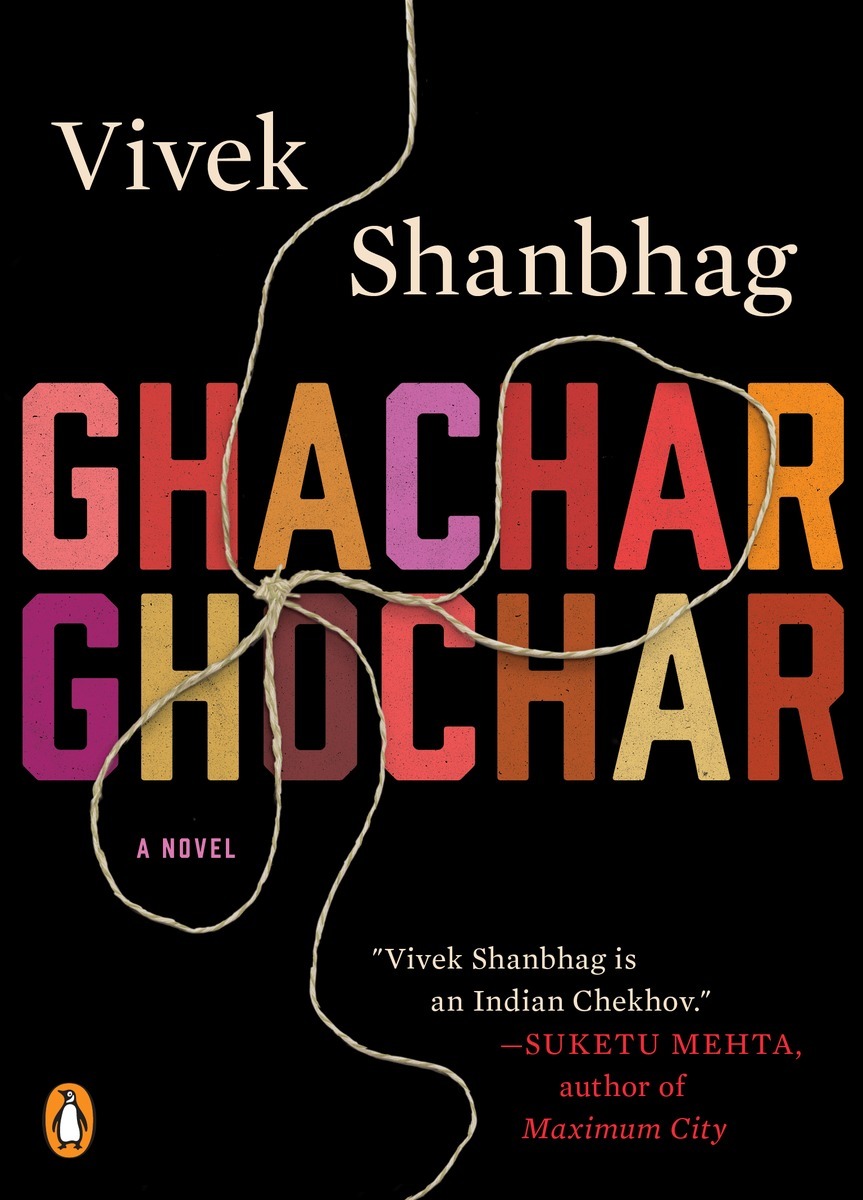 Vivek
Shanbhag
GHACHAR
GHOCHAR
A NOVEL
"Vivek Shanbhag is
an Indian Chekhov."
—SUKETU MEHTA,
author of
Maximum City